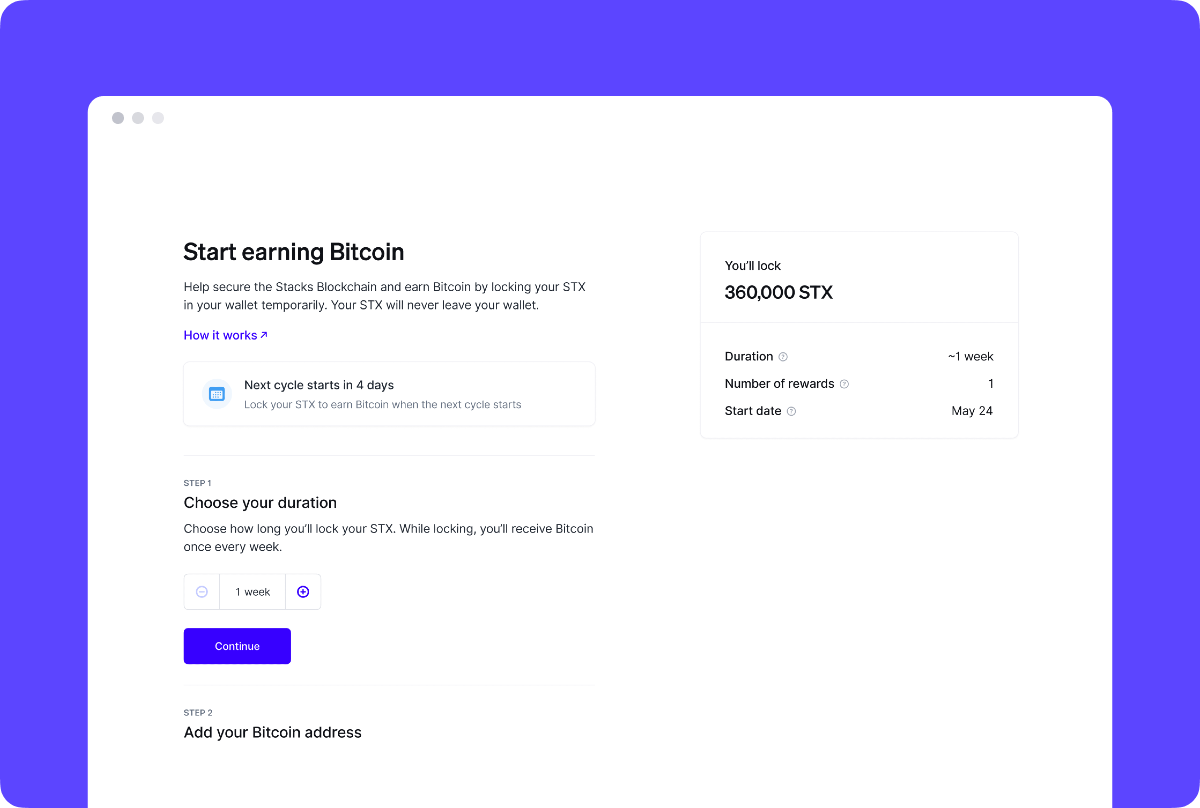 Start earning Bitcoin
Help secure the Stacks Blockchain and earn Bitcoin by locking your STX
in your wallet temporarily. Your STX will never leave your wallet.
How it works ↗
Next cycle starts in 4 days
Lock your STX to earn Bitcoin when the next cycle starts
STEP 1
Choose your duration
Choose how long you’ll lock your STX. While locking, you’ll receive Bitcoin
once every week.
1 week
Continue
STEP 2
Add your Bitcoin address
You’ll lock
360,000 STX
Duration ~1 week
Number of rewards 1
Start date May 24